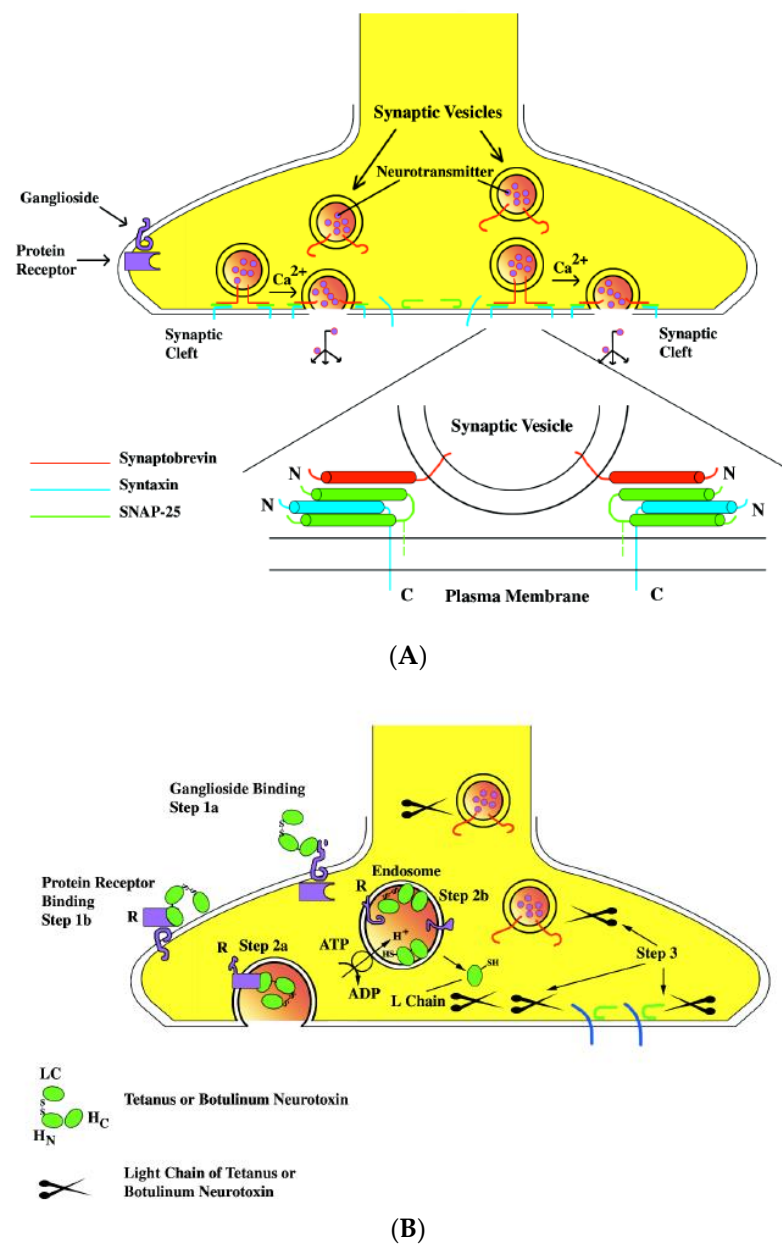 Synaptic Vesicles
Neurotransmitter
Ganglioside
Protein
Receptor
Ca2+
Ca2+
Synaptic
Cleft
Synaptic
Cleft
Synaptic Vesicle
Synaptobrevin
Syntaxin
SNAP-25
N
N
N
N
C
Plasma Membrane
C
(A)
Ganglioside Binding
Step 1a
Protein Receptor
Binding
Step 1b
R
Endosome
R
Step 2b
R
Step 2a
ATP
H+
HS
ADP
SH
L Chain
Step 3
S
S
S
S
S
S
S
S
LC
S
S
HN
HC
Tetanus or Botulinum Neurotoxin
Light Chain of Tetanus or
Botulinum Neurotoxin
(B)